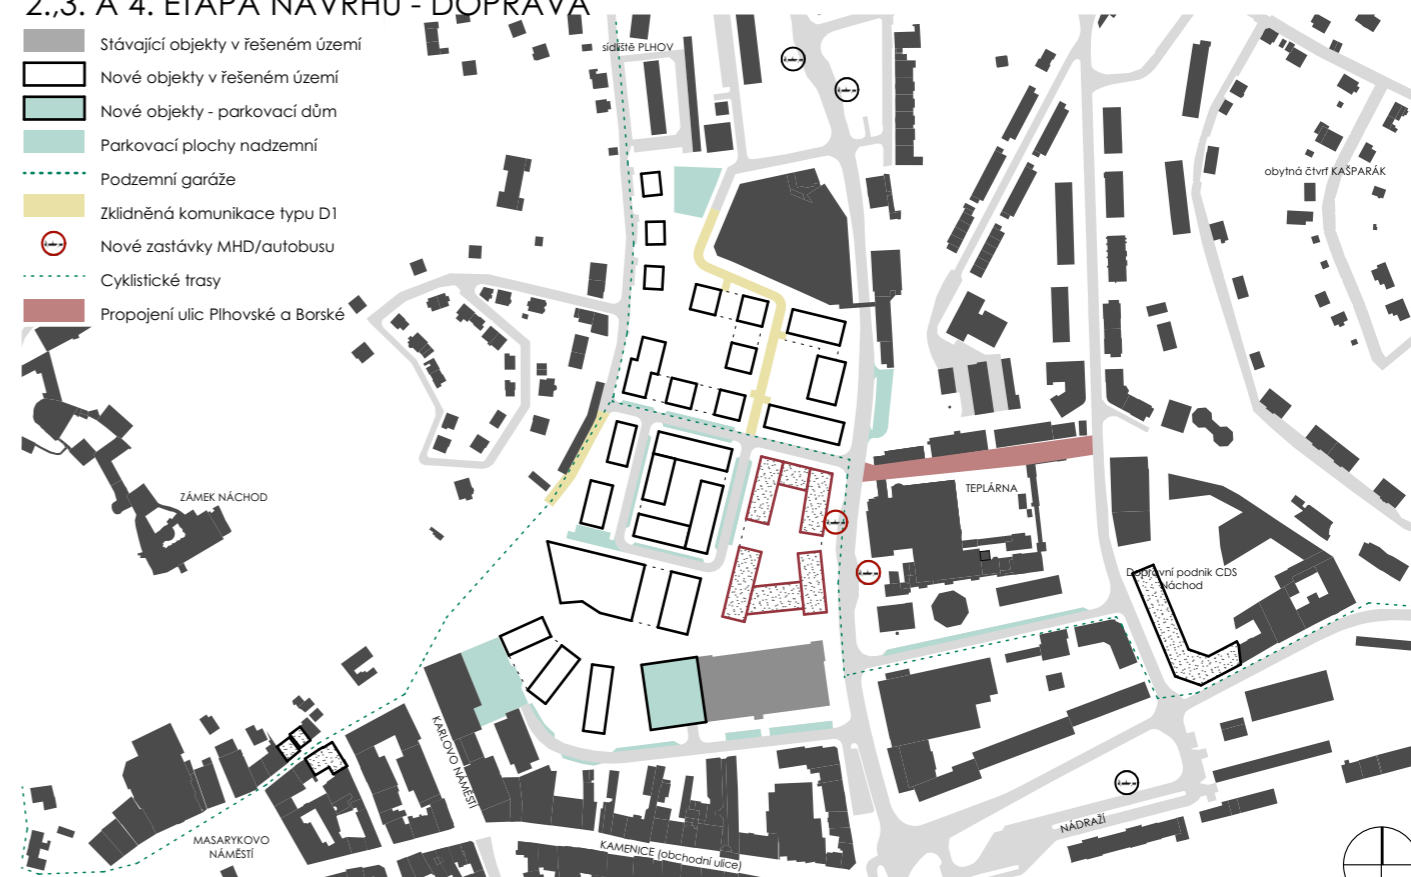 2.,3. A 4. ETAPA NÁVRHU - DOPRAVA
Stávající objekty v řešeném území
Nové objekty v řešeném území
Nové objekty - parkovací dům
Parkovací plochy nadzemní
Podzemní garáže
Zklidněná komunikace typu D1
Nové zastávky MHD/autobusu
Cyklistické trasy
Propojení ulic Plhovské a Borské
sídliště PLHOV
obytná čtvrť KAŠPARÁK
ZÁMEK NÁCHOD
TEPLÁRNA
Dopravní podnik CDS
Náchod
KARLOVO NÁMĚSTÍ
MASARYKOVO
NÁMĚSTÍ
KAMENICE (obchodní ulice)
NÁDRAŽÍ